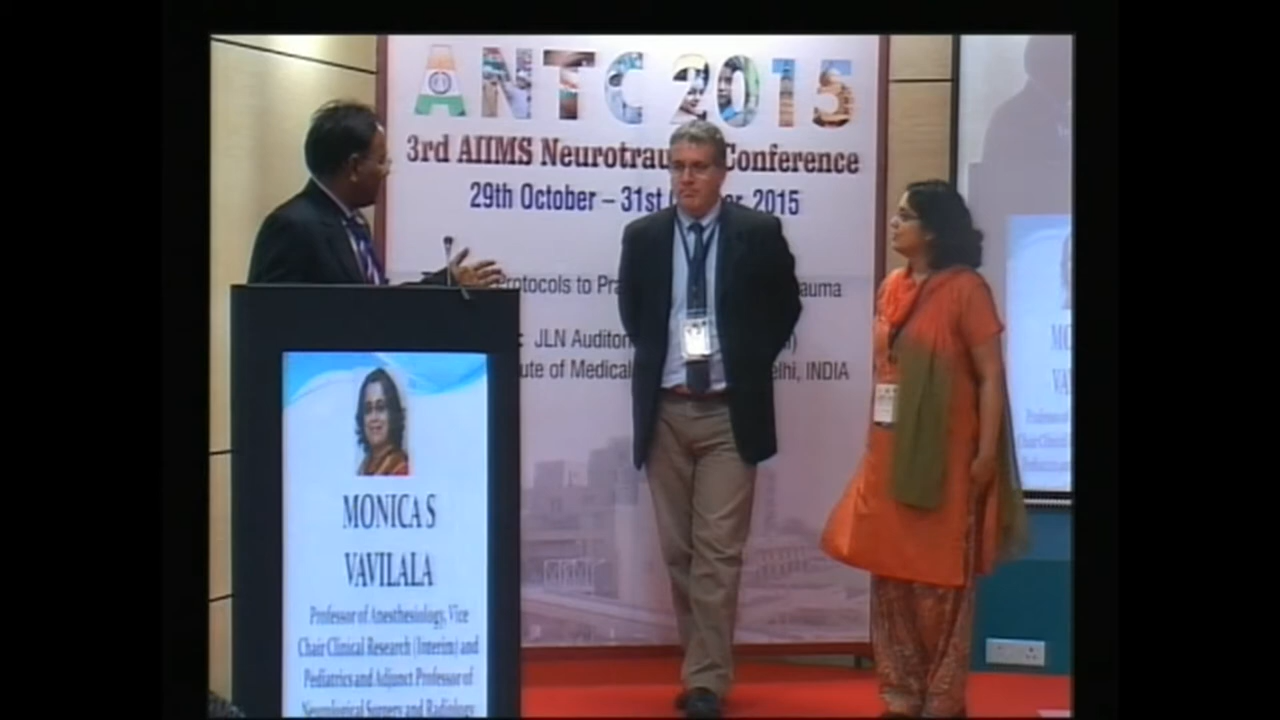 ANTC 2015
3rd AIIMS Neurotrau Conference
29th October – 31st er, 2015
rotocols to Pra auma
JLN Auditor
ute of Medical elhi, INDIA
MONICA S
VAVILALA
Professor of Anesthesiology, Vice
Chair Clinical Research (Interim) and
Pediatrics and Adjunct Professor of
Neurological Surgery and Radiology